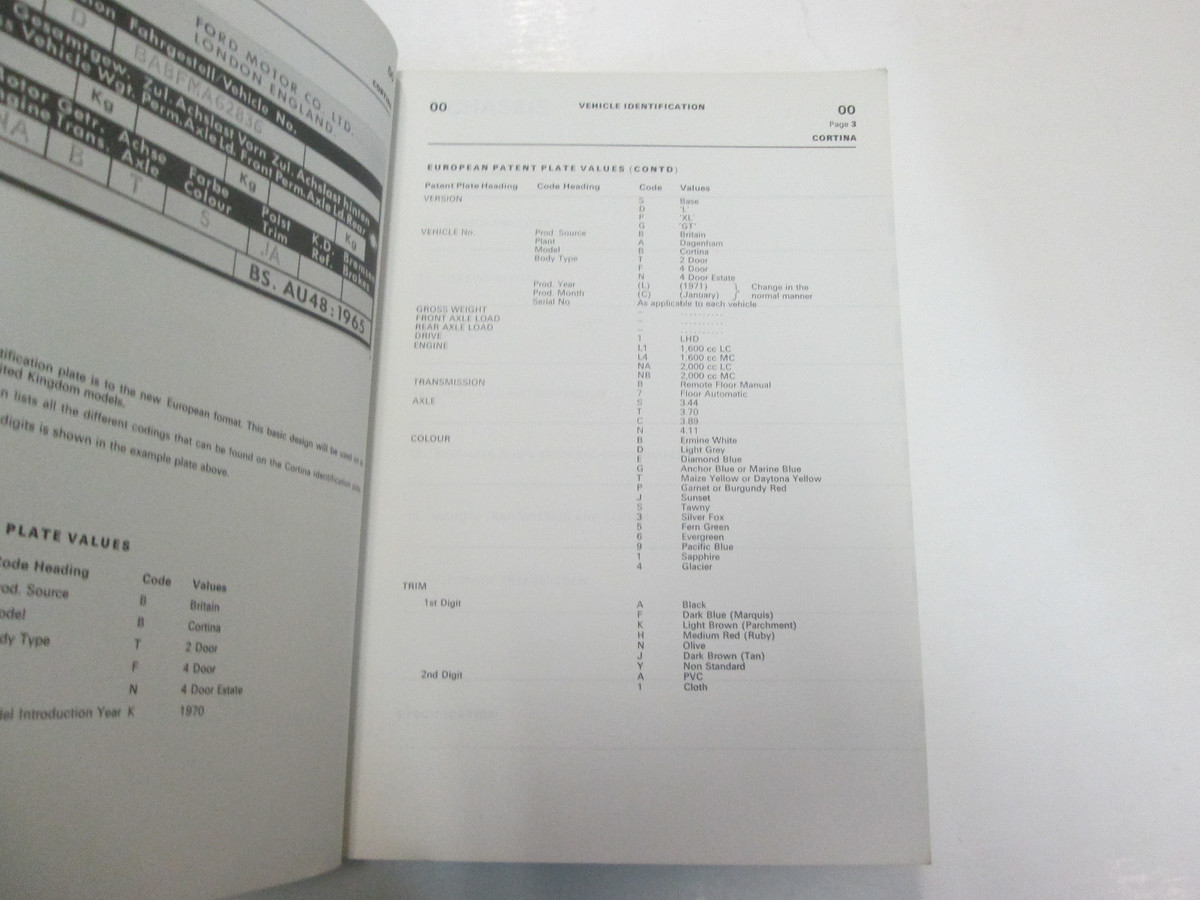 FORD MOTOR CO. LTD.
LONDON ENGLAND.
D
Fahrgestell/Vehicle No.
BABFMA62836
Gesamtgew. Zul. Achslast Vorn Zul. Achslast hinten
Vehicle Wgt. Perm. Axle Ld. Front Perm. Axle Ld. Rear
Kg Kg Kg
Motor Getr. Achse Farbe Polst K.D. Bremsen
Engine Trans. Axle Colour Trim Ref. Brakes
NA B T S JA
BS. AU48:1965
tification plate is to the new European format. This basic design will be used
ited Kingdom models.
n lists all the different codings that can be found on the Cortina identification
digits is shown in the example plate above.
PLATE VALUES
Code Heading Code Values
rod. Source B Britain
odel B Cortina
dy Type T 2 Door
F 4 Door
N 4 Door Estate
el Introduction Year K 1970
00 VEHICLE IDENTIFICATION 00
Page 3
CORTINA
EUROPEAN PATENT PLATE VALUES (CONTD)
Patent Plate Heading Code Heading Code Values
VERSION S Base
D 'L'
P 'XL'
G 'GT'
VEHICLE No. Prod. Source B Britain
Plant A Dagenham
Model B Cortina
Body Type T 2 Door
F 4 Door
N 4 Door Estate
Prod. Year (L) (1971) } Change in the
Prod. Month (C) (January) normal manner
Serial No As applicable to each vehicle
GROSS WEIGHT – ..........
FRONT AXLE LOAD – ..........
REAR AXLE LOAD – ..........
DRIVE 1 LHD
ENGINE L1 1,600 cc LC
L4 1,600 cc MC
NA 2,000 cc LC
NB 2,000 cc MC
TRANSMISSION B Remote Floor Manual
7 Floor Automatic
AXLE S 3.44
T 3.70
C 3.89
N 4.11
COLOUR B Ermine White
D Light Grey
E Diamond Blue
G Anchor Blue or Marine Blue
T Maize Yellow or Daytona Yellow
P Garnet or Burgundy Red
J Sunset
S Tawny
3 Silver Fox
5 Fern Green
6 Evergreen
9 Pacific Blue
1 Sapphire
4 Glacier
TRIM
1st Digit A Black
F Dark Blue (Marquis)
K Light Brown (Parchment)
H Medium Red (Ruby)
N Olive
J Dark Brown (Tan)
Y Non Standard
2nd Digit A PVC
1 Cloth